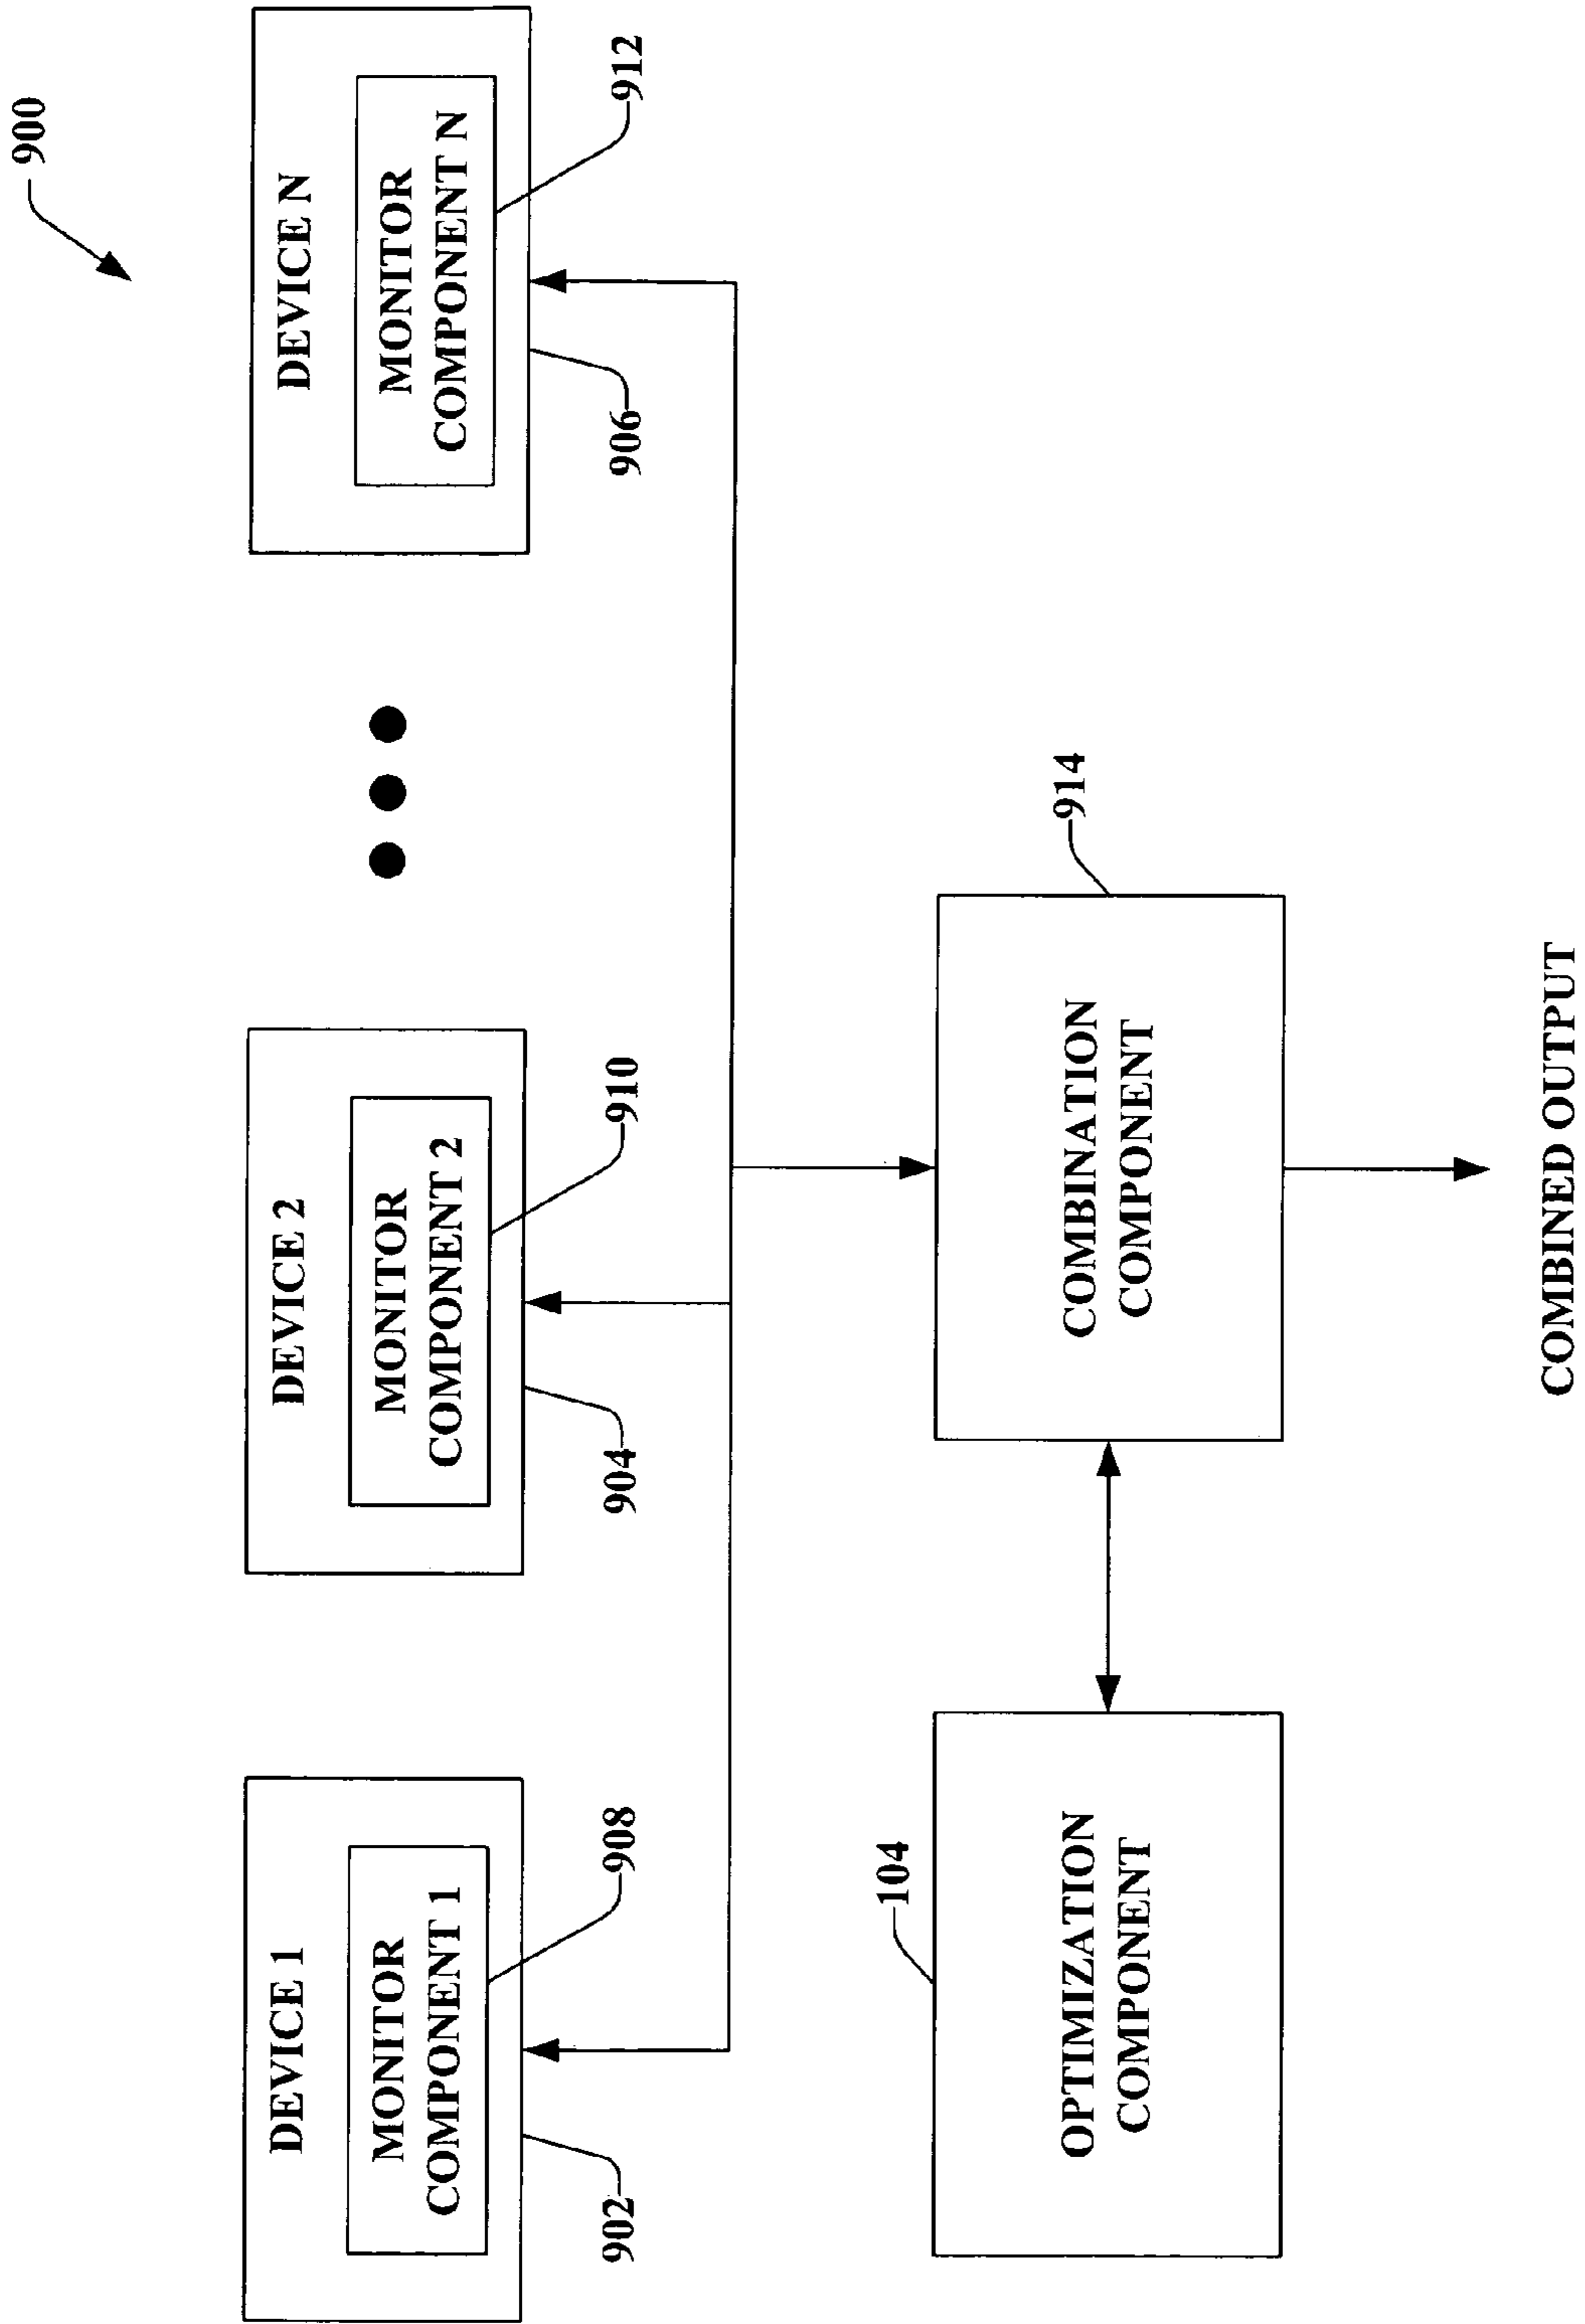 900
DEVICE 1
MONITOR
COMPONENT 1
902
908
DEVICE 2
MONITOR
COMPONENT 2
904
910
DEVICE N
MONITOR
COMPONENT N
906
912
104
OPTIMIZATION
COMPONENT
914
COMBINATION
COMPONENT
COMBINED OUTPUT